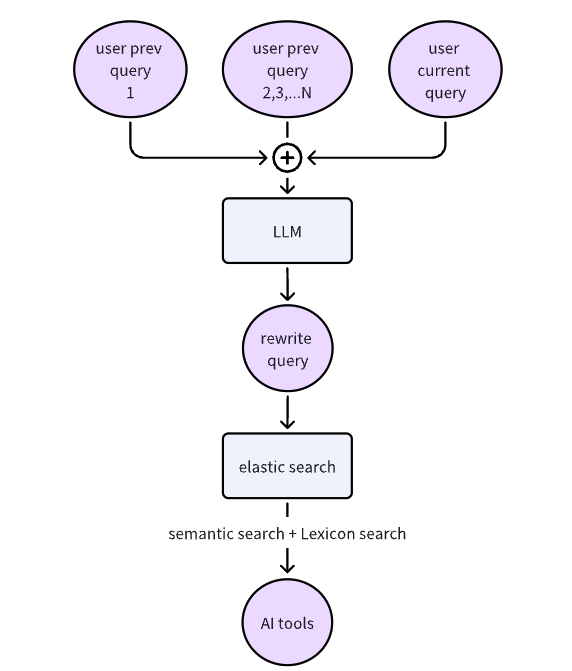 user prev
query
1
user prev
query
2,3,...N
user
current
query
LLM
rewrite
query
elastic search
semantic search + Lexicon search
AI tools